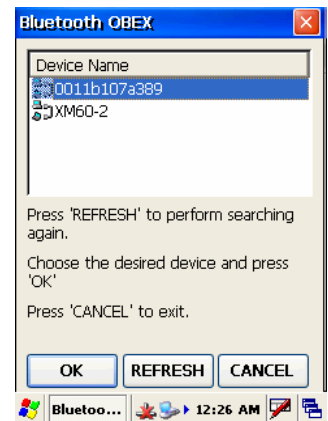 Bluetooth OBEX
Device Name
0011b107a389
XM60-2
Press 'REFRESH' to perform searching
again.
Choose the desired device and press
'OK'
Press 'CANCEL' to exit.
OK REFRESH CANCEL
Bluetoo... 12:26 AM